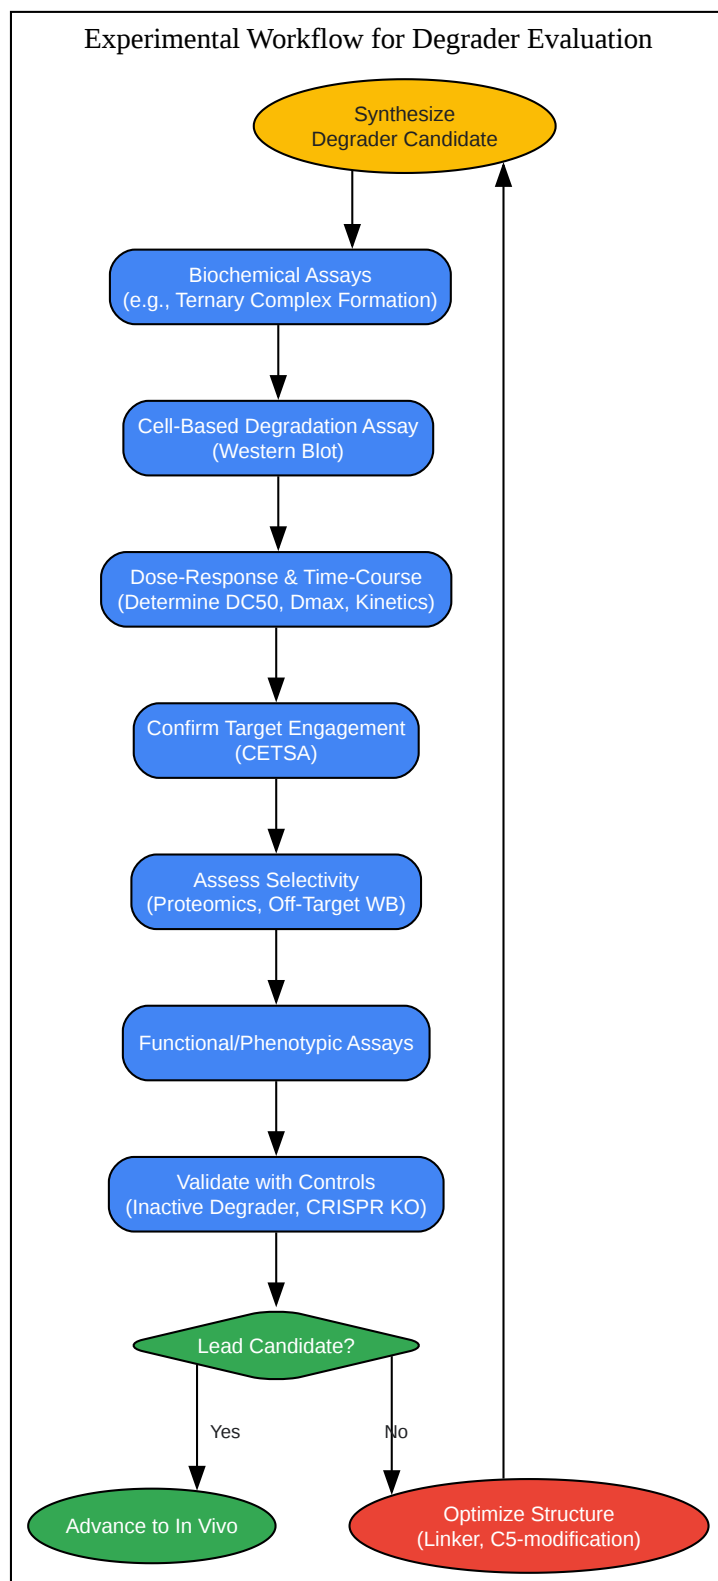 Experimental Workflow for Degrader Evaluation
Synthesize
Degrader Candidate
Biochemical Assays
(e.g., Ternary Complex Formation)
Cell-Based Degradation Assay
(Western Blot)
Dose-Response & Time-Course
(Determine DC50, Dmax, Kinetics)
Confirm Target Engagement
(CETSA)
Assess Selectivity
(Proteomics, Off-Target WB)
Functional/Phenotypic Assays
Validate with Controls
(Inactive Degrader, CRISPR KO)
Lead Candidate?
Yes
No
Advance to In Vivo
Optimize Structure
(Linker, C5-modification)